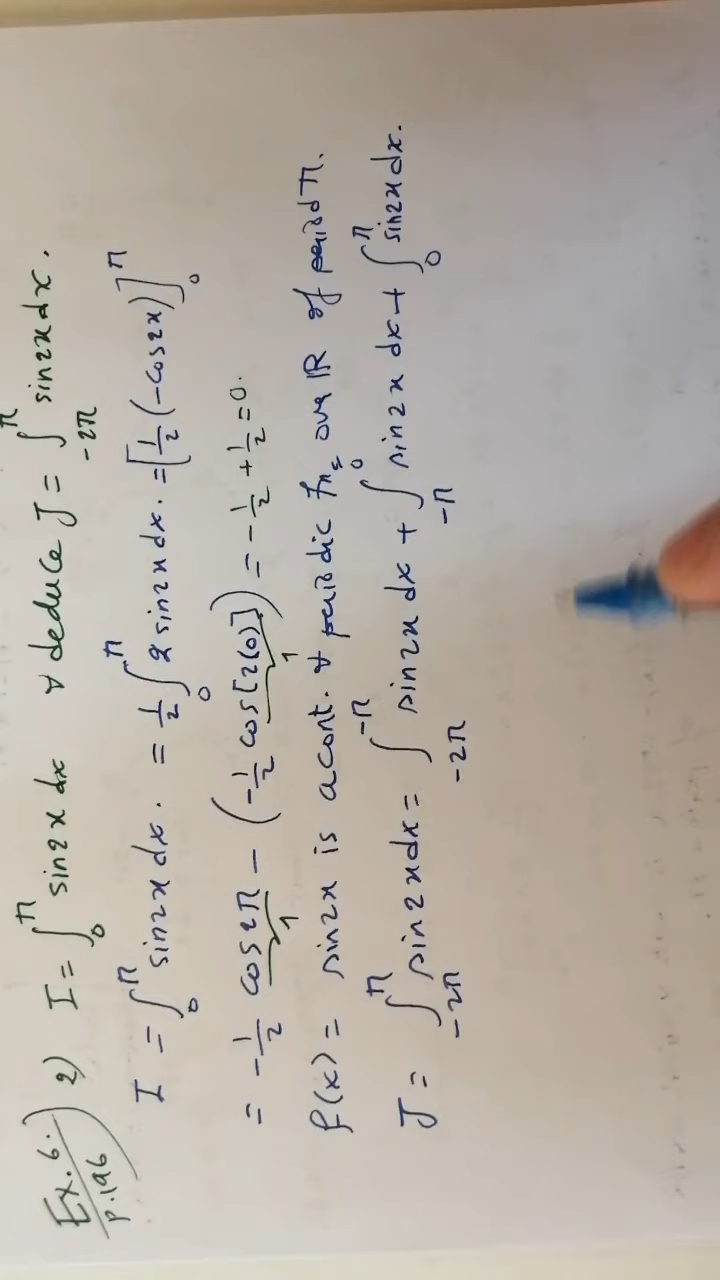 Ex. 6. p.196) 2) I = ∫₀^π sin2x dx & deduce J = ∫₋₂π^π sin2x dx.
I = ∫₀^π sin2x dx. = 1/2 ∫₀^π 2 sin2x dx. = [1/2 (-cos2x)]₀^π
= -1/2 cos2π - (-1/2 cos[2(0)]) = -1/2 + 1/2 = 0.
1 1
f(x) = sin2x is a cont. & periodic fn over IR of period π.
J = ∫₋₂π^π sin2x dx = ∫₋₂π^-π sin2x dx + ∫₋π^0 sin2x dx + ∫₀^π sin2x dx.